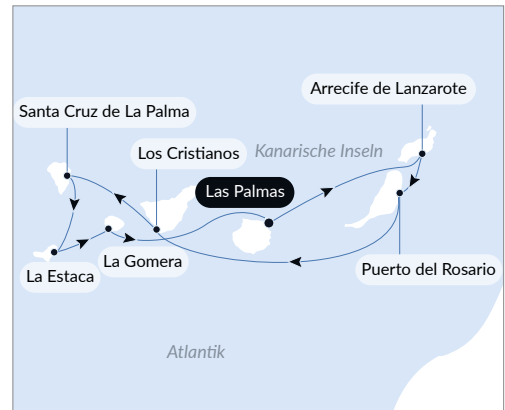 Arrecife de Lanzarote
Santa Cruz de La Palma
Los Cristianos
Kanarische Inseln
Las Palmas
La Gomera
Puerto del Rosario
La Estaca
Atlantik